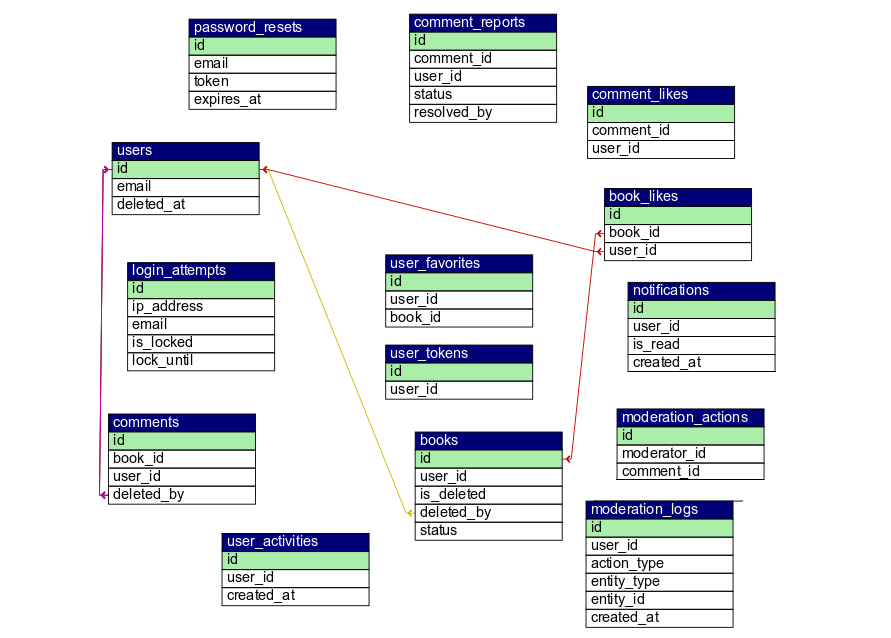 password_resets
id
email
token
expires_at
comment_reports
id
comment_id
user_id
status
resolved_by
comment_likes
id
comment_id
user_id
users
id
email
deleted_at
book_likes
id
book_id
user_id
login_attempts
id
ip_address
email
is_locked
lock_until
user_favorites
id
user_id
book_id
notifications
id
user_id
is_read
created_at
user_tokens
id
user_id
comments
id
book_id
user_id
deleted_by
books
id
user_id
is_deleted
deleted_by
status
moderation_actions
id
moderator_id
comment_id
user_activities
id
user_id
created_at
moderation_logs
id
user_id
action_type
entity_type
entity_id
created_at